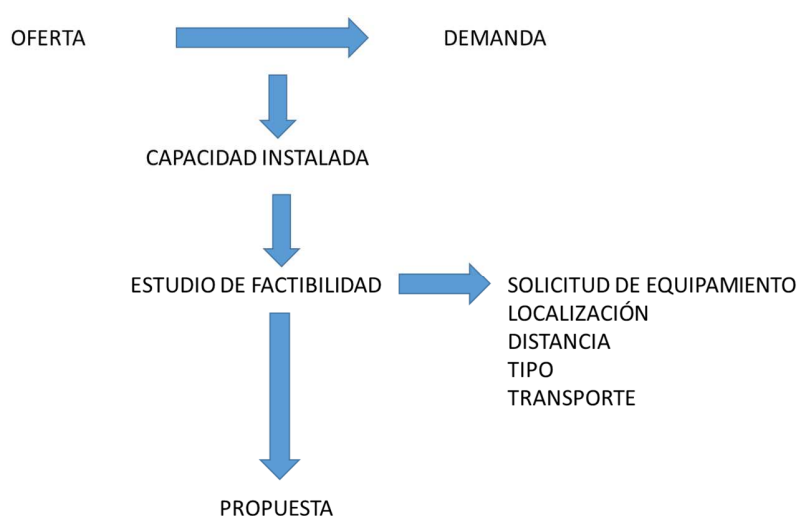 OFERTA
DEMANDA
CAPACIDAD INSTALADA
ESTUDIO DE FACTIBILIDAD
SOLICITUD DE EQUIPAMIENTO
LOCALIZACIÓN
DISTANCIA
TIPO
TRANSPORTE
PROPUESTA